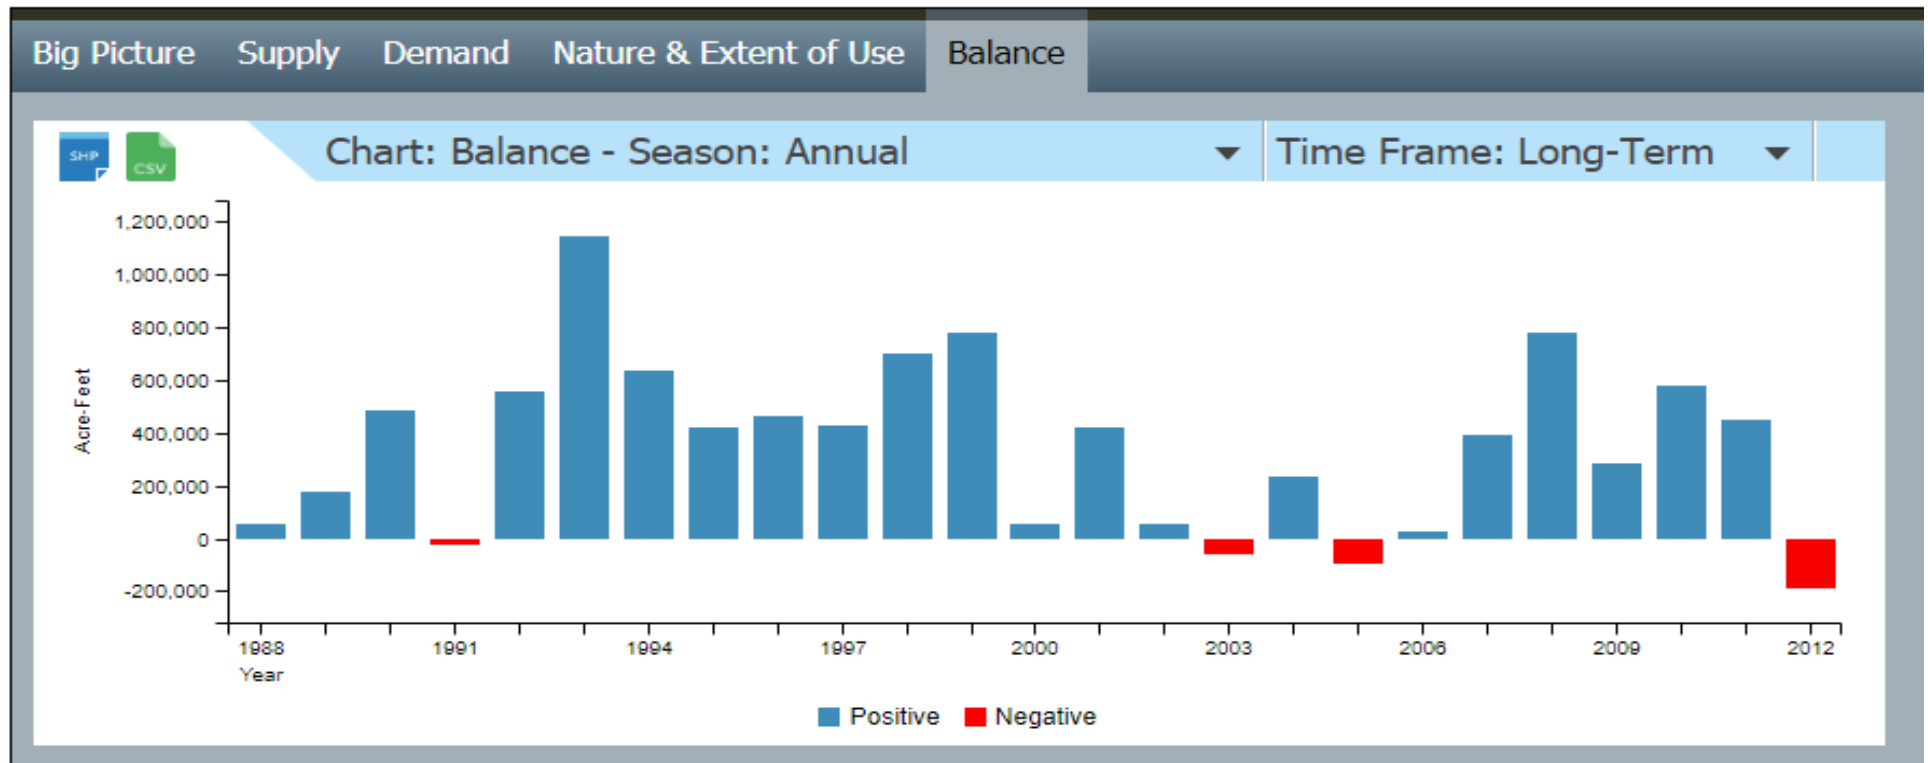 Big Picture Supply Demand Nature & Extent of Use Balance
SHP CSV Chart: Balance - Season: Annual Time Frame: Long-Term
1,200,000
1,000,000
800,000
600,000
400,000
200,000
0
-200,000
Acre-Feet
1988 1991 1994 1997 2000 2003 2006 2009 2012
Year
Positive Negative